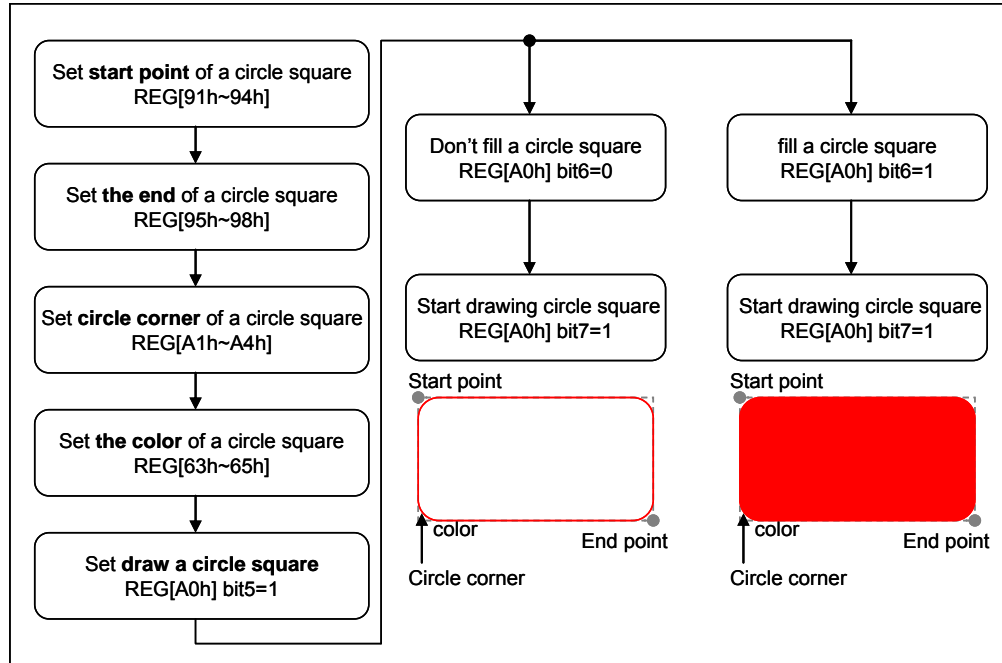 Set start point of a circle square
REG[91h~94h]
Set the end of a circle square
REG[95h~98h]
Set circle corner of a circle square
REG[A1h~A4h]
Set the color of a circle square
REG[63h~65h]
Set draw a circle square
REG[A0h] bit5=1
Don't fill a circle square
REG[A0h] bit6=0
Start drawing circle square
REG[A0h] bit7=1
Start point
color
End point
Circle corner
fill a circle square
REG[A0h] bit6=1
Start drawing circle square
REG[A0h] bit7=1
Start point
color
End point
Circle corner